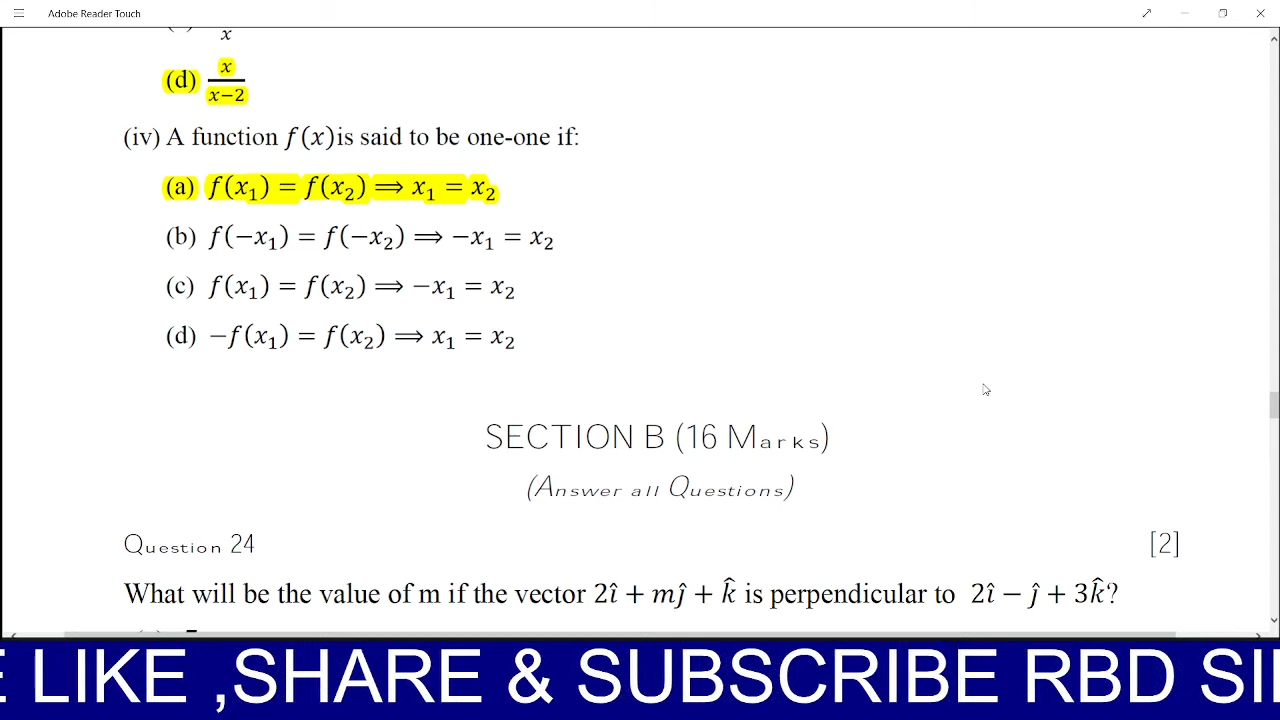 Adobe Reader Touch
x
(d) x/(x−2)
(iv) A function f(x)is said to be one-one if:
(a) f(x₁) = f(x₂) ⟹ x₁ = x₂
(b) f(−x₁) = f(−x₂) ⟹ −x₁ = x₂
(c) f(x₁) = f(x₂) ⟹ −x₁ = x₂
(d) −f(x₁) = f(x₂) ⟹ x₁ = x₂
SECTION B (16 Marks)
(Answer all Questions)
Question 24 [2]
What will be the value of m if the vector 2î + mĵ + k̂ is perpendicular to 2î − ĵ + 3k̂?
LIKE ,SHARE & SUBSCRIBE RBD